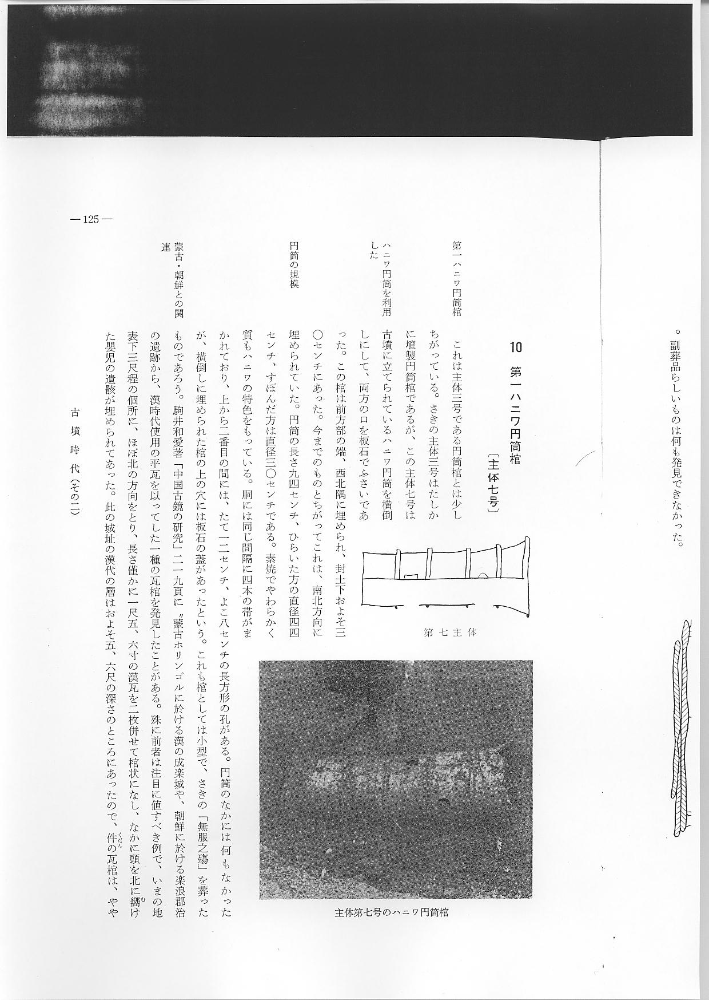 。副葬品らしいものは何も発見できなかった。
10 第一ハニワ円筒棺
〔主体七号〕
第一ハニワ円筒棺
これは主体三号である円筒棺とは少し
ちがっている。さきの主体三号はたしか
に埴製円筒棺であるが、この主体七号は
ハニワ円筒を利用
した
古墳に立てられているハニワ円筒を横倒
しにして、両方の口を板石でふさいであ
った。この棺は前方部の端、西北隅に埋められ、封土下およそ三
〇センチにあった。今までのものとちがってこれは、南北方向に
円筒の規模
埋められていた。円筒の長さ九四センチ、ひらいた方の直径四四
センチ、すぼんだ方は直径三〇センチである。素焼でやわらかく
質もハニワの特色をもっている。胴には同じ間隔に四本の帯がま
かれており、上から二番目の間には、たて一二センチ、よこ八センチの長方形の孔がある。円筒のなかには何もなかった
が、横倒しに埋められた棺の上の穴には板石の蓋があったという。これも棺としては小型で、さきの「無服之殤」を葬った
蒙古・朝鮮との関
連
ものであろう。駒井和愛著「中国古鏡の研究」二一九頁に〃蒙古ホリンゴルに於ける漢の成楽城や、朝鮮に於ける楽浪郡治
の遺跡から、漢時代使用の平瓦を以ってした一種の瓦棺を発見したことがある。殊に前者は注目に値すべき例で、いまの地
表下三尺程の個所に、ほぼ北の方向をとり、長さ僅かに一尺五、六寸の漢瓦を二枚併せて棺状になし、なかに頭を北に嚮け
た嬰児の遺骸が埋められてあった。此の城址の漢代の層はおよそ五、六尺の深さのところにあったので、件の瓦棺は、やや
む
くだん
第七主体
主体第七号のハニワ円筒棺
古墳時代(その二)
—125—